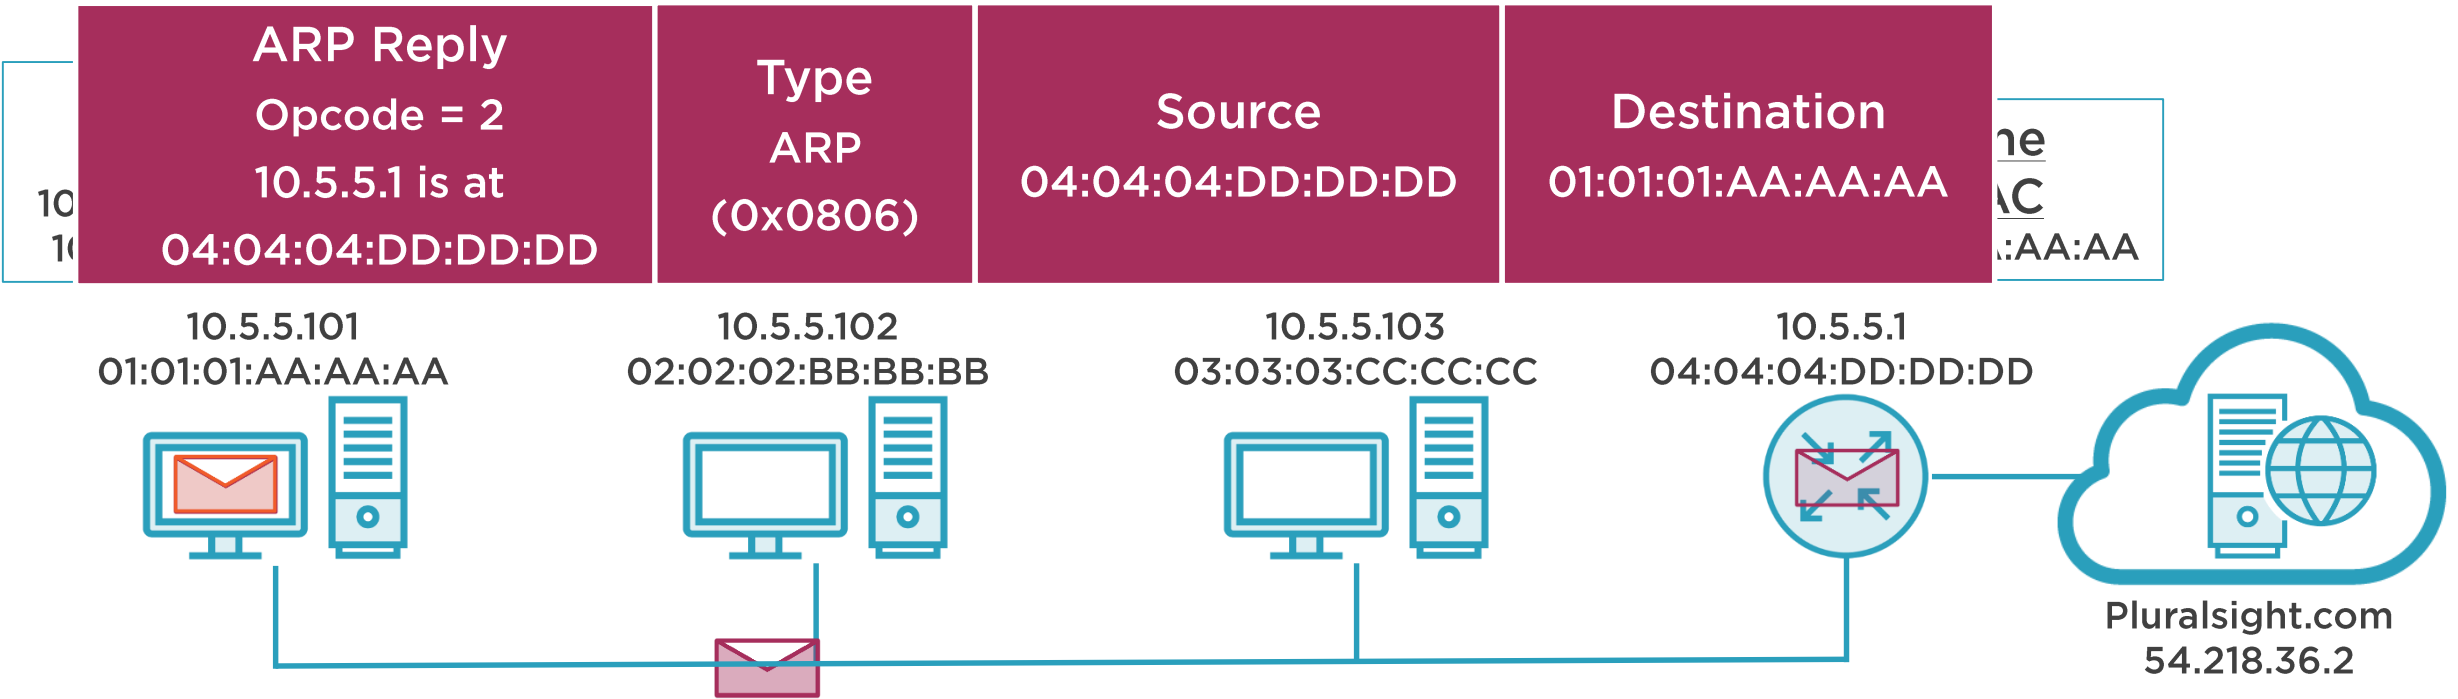 ARP Reply
Opcode = 2
10.5.5.1 is at
04:04:04:DD:DD:DD
Type
ARP
(0x0806)
Source
04:04:04:DD:DD:DD
Destination
01:01:01:AA:AA:AA
:AA:AA
10.5.5.101
01:01:01:AA:AA:AA
10.5.5.102
02:02:02:BB:BB:BB
10.5.5.103
03:03:03:CC:CC:CC
10.5.5.1
04:04:04:DD:DD:DD
Pluralsight.com
54.218.36.2